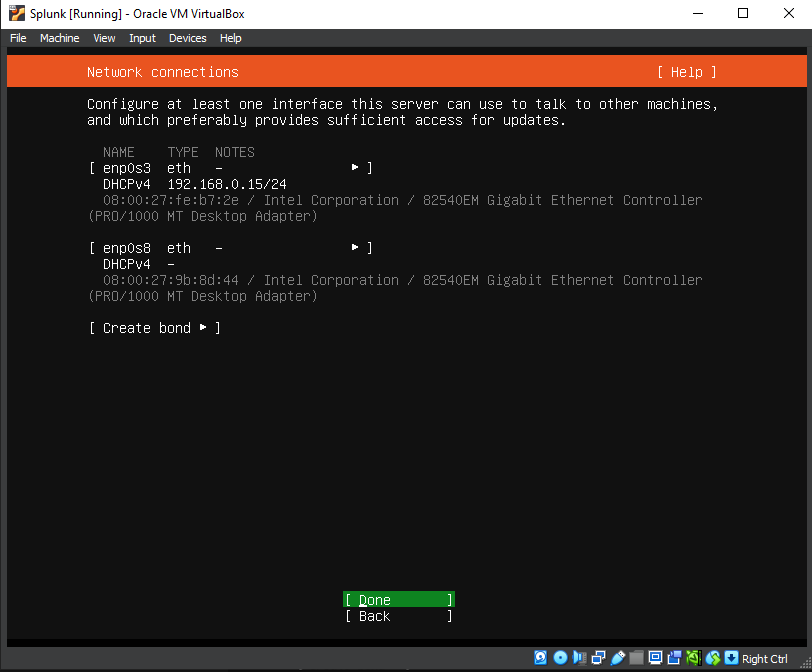 Splunk [Running] - Oracle VM VirtualBox
File Machine View Input Devices Help
Network connections [ Help ]
Configure at least one interface this server can use to talk to other machines,
and which preferably provides sufficient access for updates.
NAME TYPE NOTES
[ enp0s3 eth - ▸ ]
DHCPv4 192.168.0.15/24
08:00:27:fe:b7:2e / Intel Corporation / 82540EM Gigabit Ethernet Controller
(PRO/1000 MT Desktop Adapter)
[ enp0s8 eth - ▸ ]
DHCPv4 -
08:00:27:9b:8d:44 / Intel Corporation / 82540EM Gigabit Ethernet Controller
(PRO/1000 MT Desktop Adapter)
[ Create bond ▸ ]
[ Done ]
[ Back ]
Right Ctrl